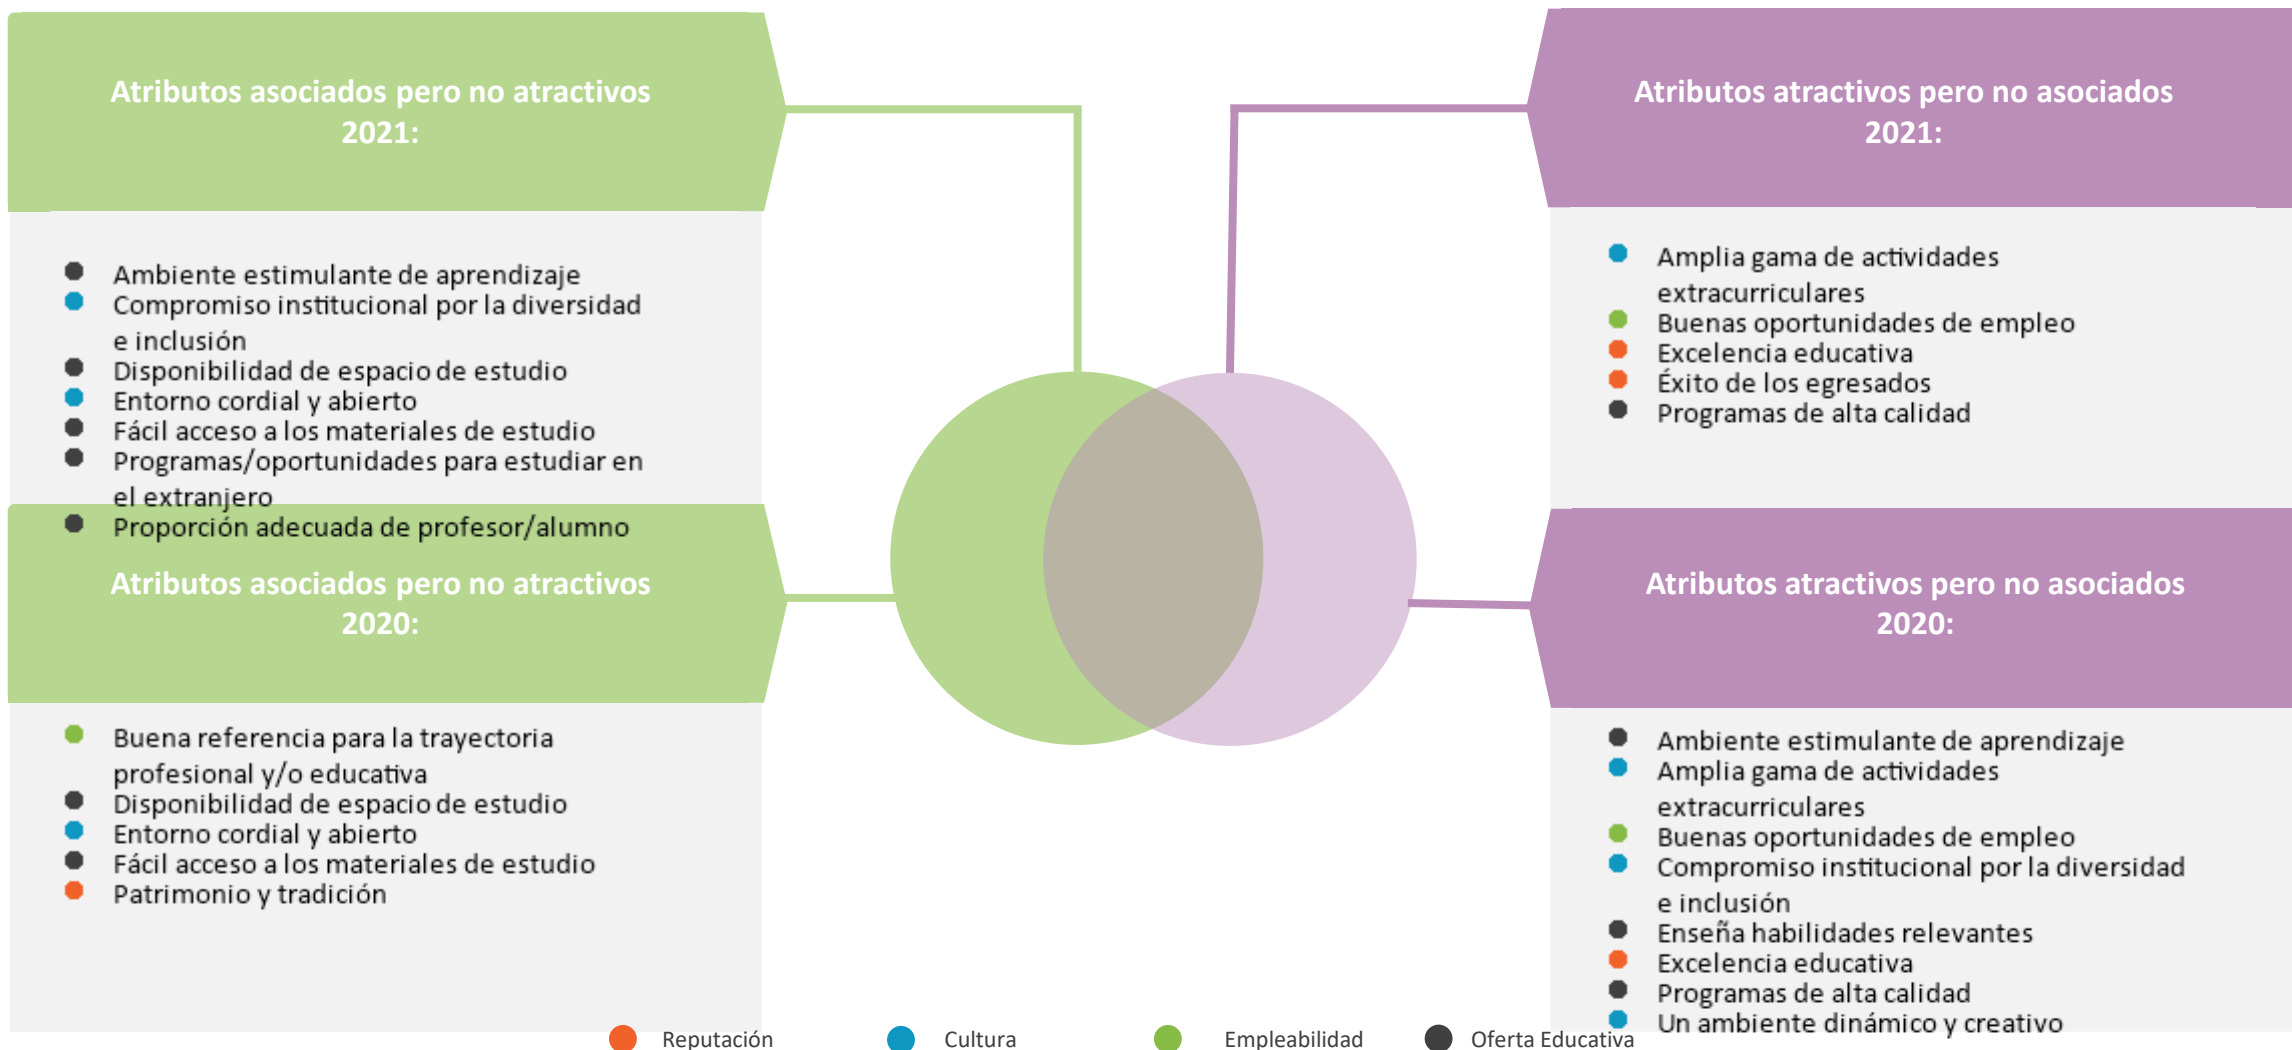 Atributos asociados pero no atractivos
2021:
Ambiente estimulante de aprendizaje
Compromiso institucional por la diversidad
e inclusión
Disponibilidad de espacio de estudio
Entorno cordial y abierto
Fácil acceso a los materiales de estudio
Programas/oportunidades para estudiar en
el extranjero
Proporción adecuada de profesor/alumno
Atributos asociados pero no atractivos
2020:
Buena referencia para la trayectoria
profesional y/o educativa
Disponibilidad de espacio de estudio
Entorno cordial y abierto
Fácil acceso a los materiales de estudio
Patrimonio y tradición
Atributos atractivos pero no asociados
2021:
Amplia gama de actividades
extracurriculares
Buenas oportunidades de empleo
Excelencia educativa
Éxito de los egresados
Programas de alta calidad
Atributos atractivos pero no asociados
2020:
Ambiente estimulante de aprendizaje
Amplia gama de actividades
extracurriculares
Buenas oportunidades de empleo
Compromiso institucional por la diversidad
e inclusión
Enseña habilidades relevantes
Excelencia educativa
Programas de alta calidad
Un ambiente dinámico y creativo
Reputación
Cultura
Empleabilidad
Oferta Educativa